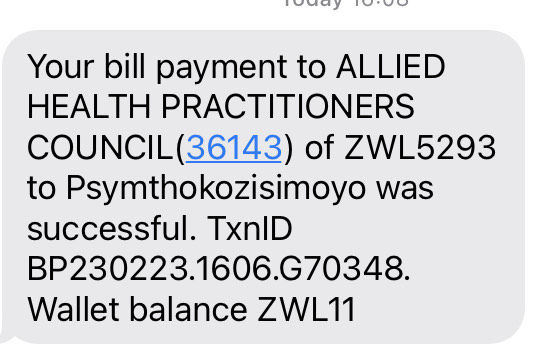 Today 16:08
Your bill payment to ALLIED
HEALTH PRACTITIONERS
COUNCIL(36143) of ZWL5293
to Psymthokozisimoyo was
successful. TxnID
BP230223.1606.G70348.
Wallet balance ZWL11